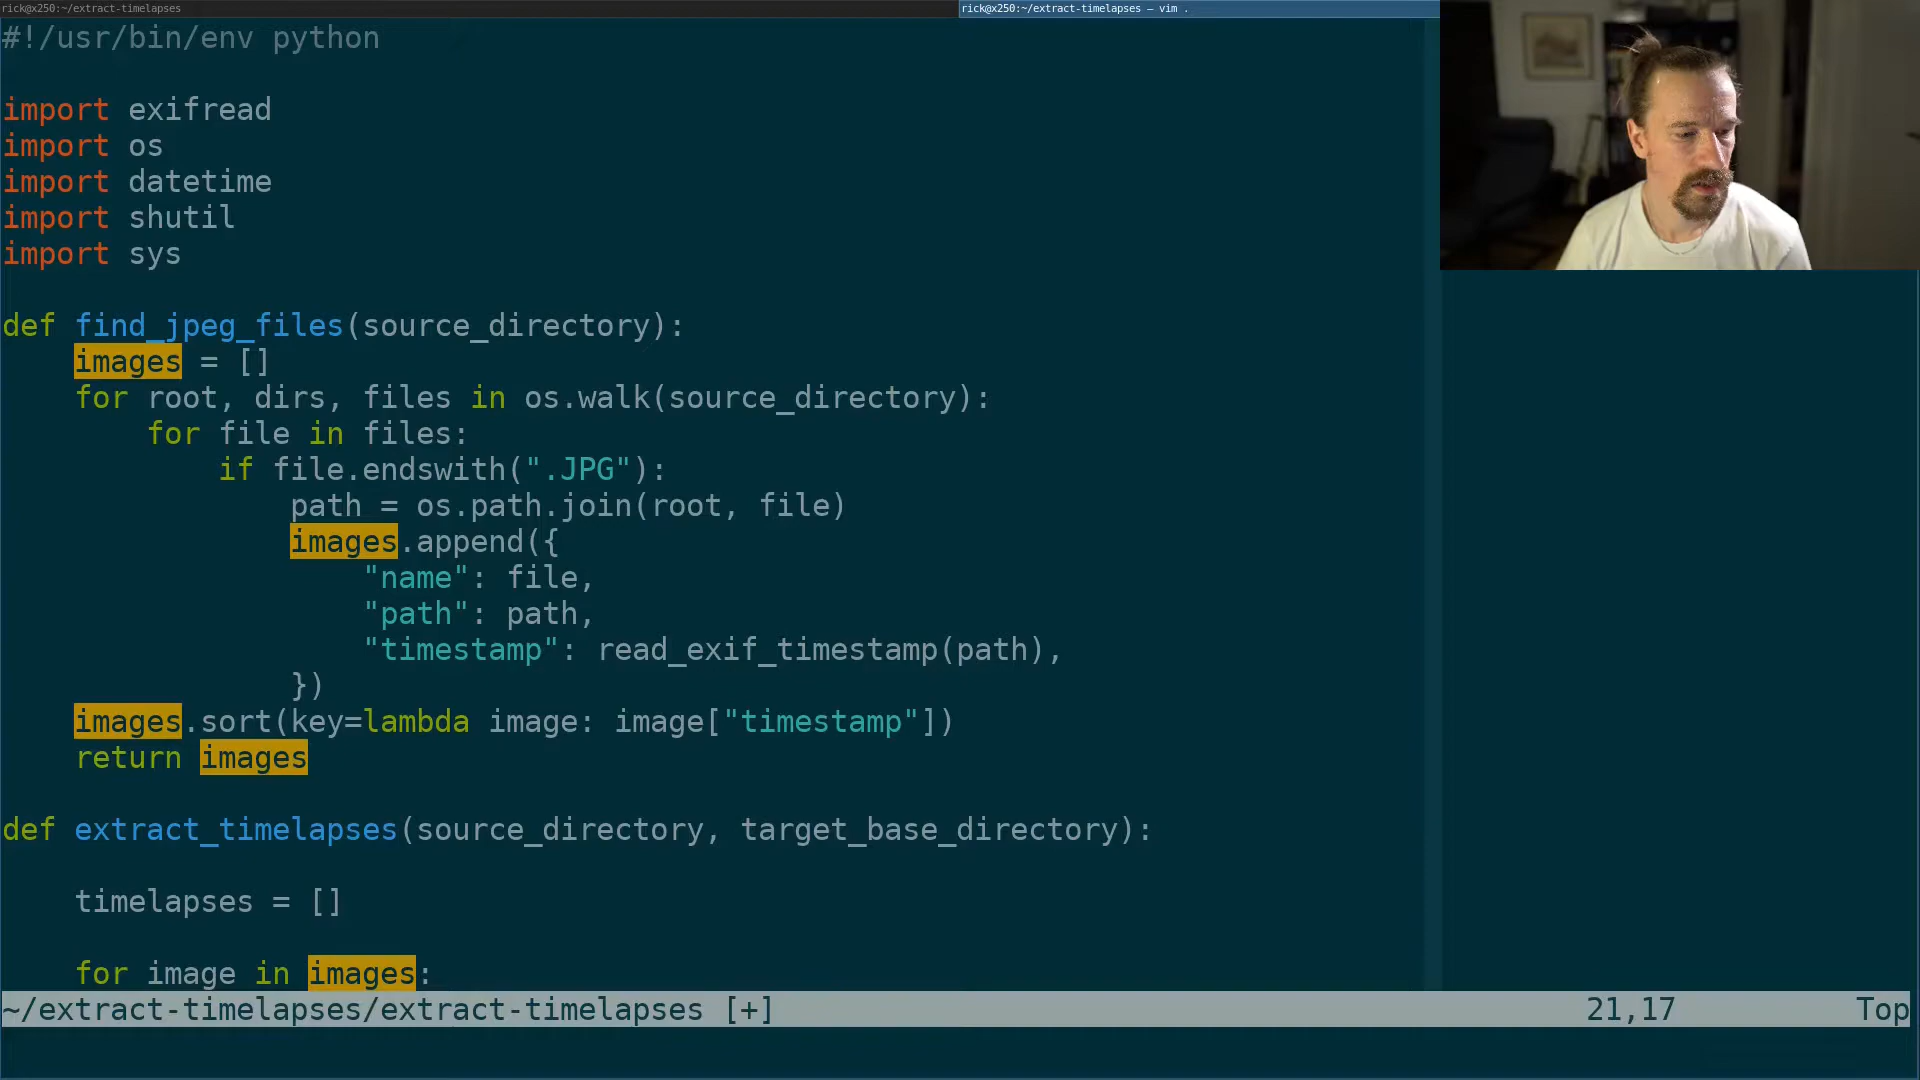 rick@x250:~/extract-timelapses
rick@x250:~/extract-timelapses — vim .
#!/usr/bin/env python
import exifread
import os
import datetime
import shutil
import sys
def find_jpeg_files(source_directory):
    images = []
    for root, dirs, files in os.walk(source_directory):
        for file in files:
            if file.endswith(".JPG"):
                path = os.path.join(root, file)
                images.append({
                    "name": file,
                    "path": path,
                    "timestamp": read_exif_timestamp(path),
                })
    images.sort(key=lambda image: image["timestamp"])
    return images
def extract_timelapses(source_directory, target_base_directory):
    timelapses = []
    for image in images:
~/extract-timelapses/extract-timelapses [+] 21,17 Top